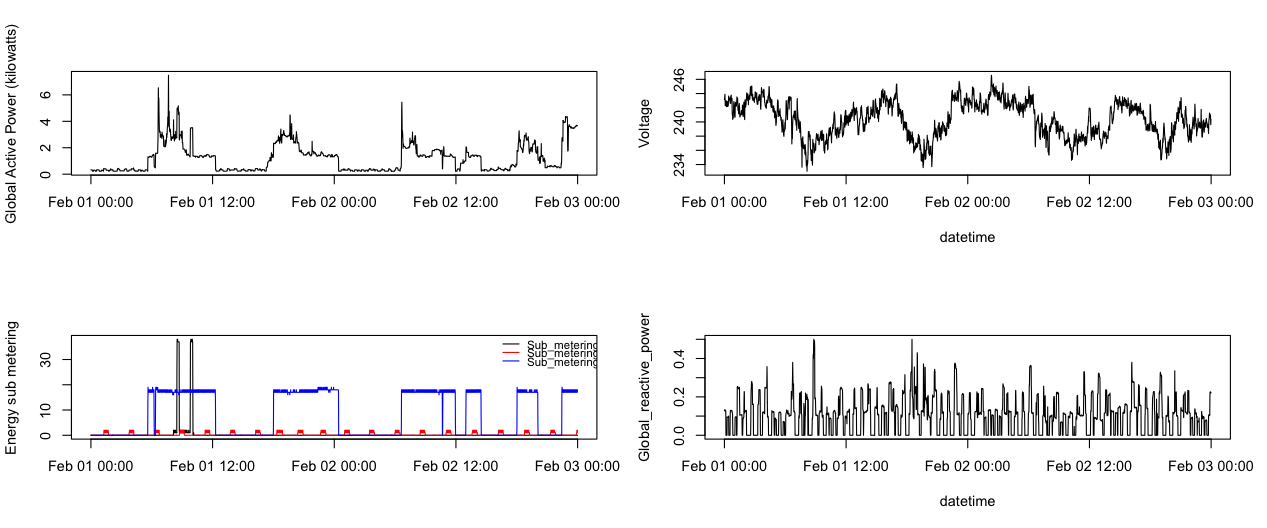 Global Active Power (kilowatts)
0 2 4 6
Feb 01 00:00 Feb 01 12:00 Feb 02 00:00 Feb 02 12:00 Feb 03 00:00
Voltage
234 240 246
Feb 01 00:00 Feb 01 12:00 Feb 02 00:00 Feb 02 12:00 Feb 03 00:00
datetime
Energy sub metering
0 10 30
Sub_metering
Sub_metering
Sub_metering
Feb 01 00:00 Feb 01 12:00 Feb 02 00:00 Feb 02 12:00 Feb 03 00:00
Global_reactive_power
0.0 0.2 0.4
Feb 01 00:00 Feb 01 12:00 Feb 02 00:00 Feb 02 12:00 Feb 03 00:00
datetime